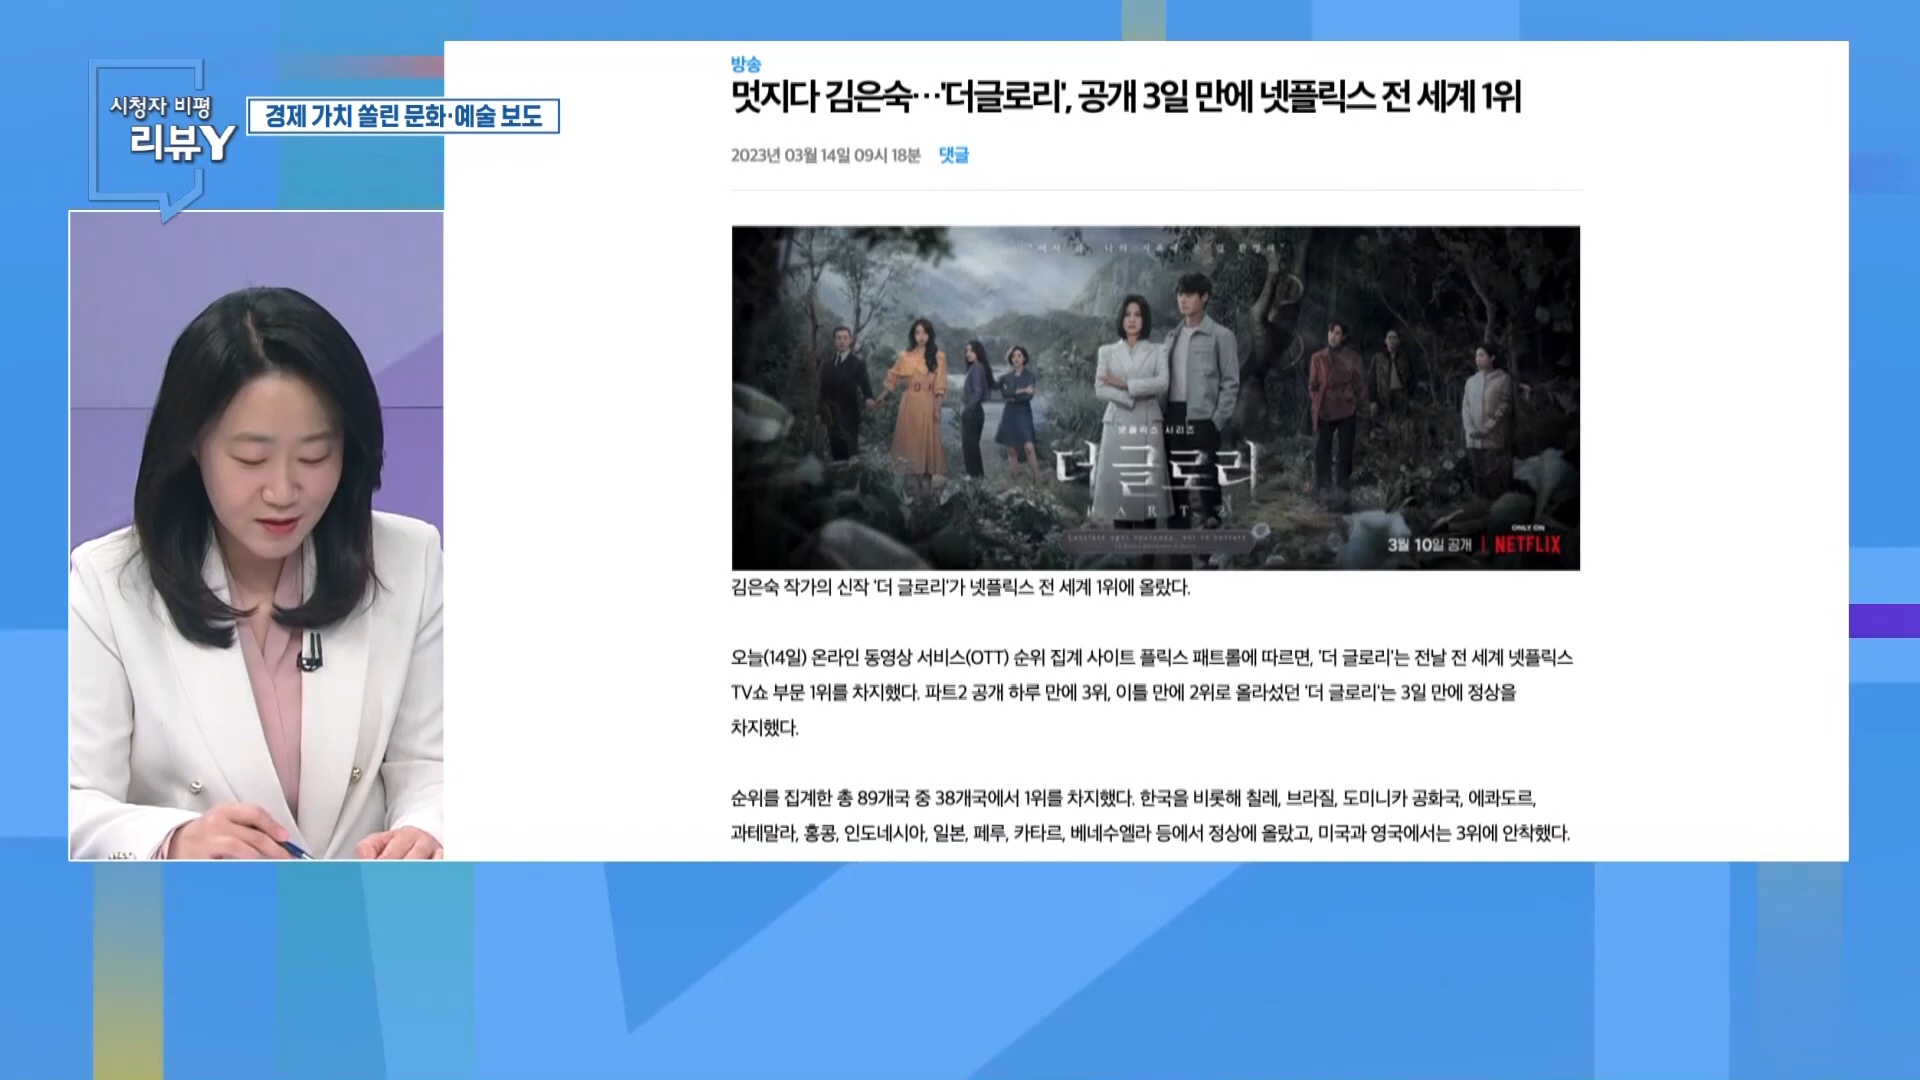 시청자 비평
리뷰Y
경제 가치 쏠린 문화·예술 보도
방송
멋지다 김은숙…'더글로리', 공개 3일 만에 넷플릭스 전 세계 1위
2023년 03월 14일 09시 18분 댓글
넷플릭스 시리즈
더 글로리
PART 2
ONLY ON
3월 10일 공개 | NETFLIX
김은숙 작가의 신작 '더 글로리'가 넷플릭스 전 세계 1위에 올랐다.
오늘(14일) 온라인 동영상 서비스(OTT) 순위 집계 사이트 플릭스 패트롤에 따르면, '더 글로리'는 전날 전 세계 넷플릭스
TV쇼 부문 1위를 차지했다. 파트2 공개 하루 만에 3위, 이틀 만에 2위로 올라섰던 '더 글로리'는 3일 만에 정상을
차지했다.
순위를 집계한 총 89개국 중 38개국에서 1위를 차지했다. 한국을 비롯해 칠레, 브라질, 도미니카 공화국, 에콰도르,
과테말라, 홍콩, 인도네시아, 일본, 페루, 카타르, 베네수엘라 등에서 정상에 올랐고, 미국과 영국에서는 3위에 안착했다.